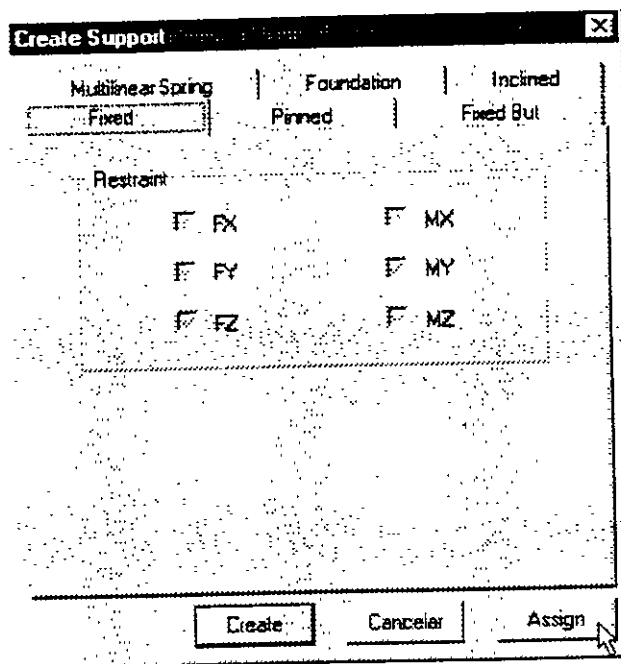 Create Support
Multilinear Spring Foundation Inclined
Fixed Pinned Fixed But
Restraint
FX MX
FY MY
FZ MZ
Create Cancelar Assign